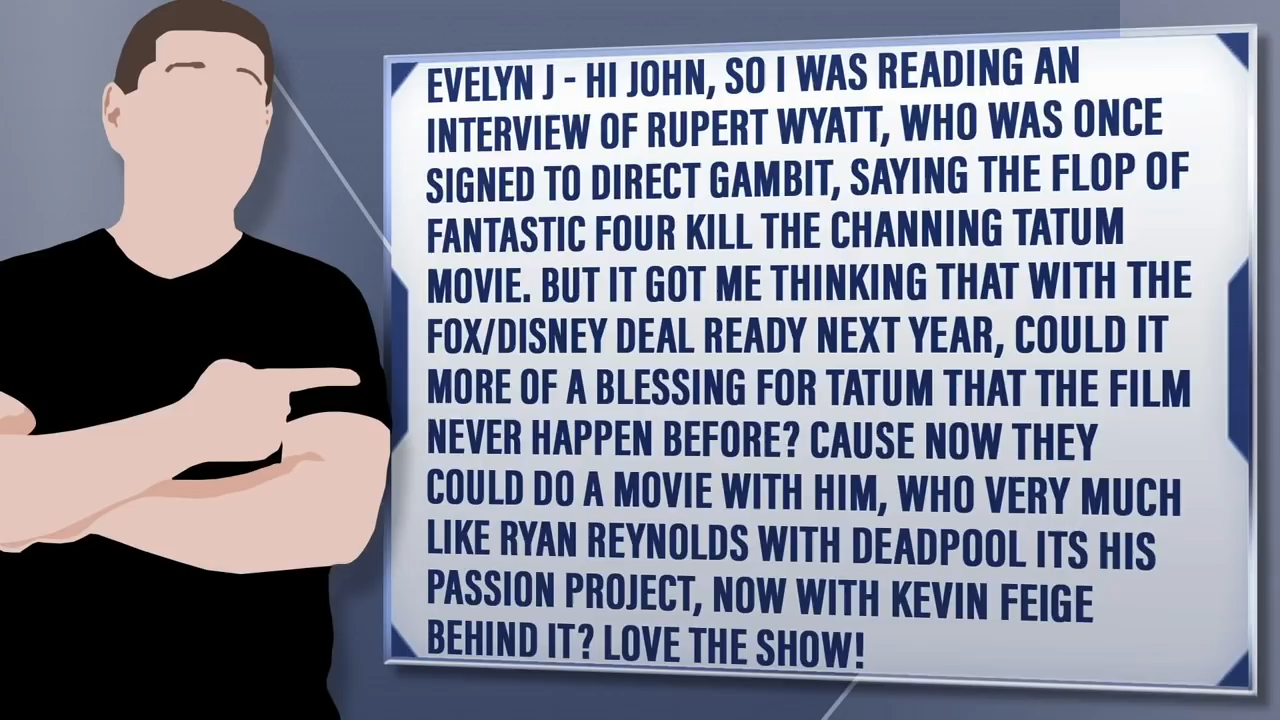 EVELYN J - HI JOHN, SO I WAS READING AN
INTERVIEW OF RUPERT WYATT, WHO WAS ONCE
SIGNED TO DIRECT GAMBIT, SAYING THE FLOP OF
FANTASTIC FOUR KILL THE CHANNING TATUM
MOVIE. BUT IT GOT ME THINKING THAT WITH THE
FOX/DISNEY DEAL READY NEXT YEAR, COULD IT
MORE OF A BLESSING FOR TATUM THAT THE FILM
NEVER HAPPEN BEFORE? CAUSE NOW THEY
COULD DO A MOVIE WITH HIM, WHO VERY MUCH
LIKE RYAN REYNOLDS WITH DEADPOOL ITS HIS
PASSION PROJECT, NOW WITH KEVIN FEIGE
BEHIND IT? LOVE THE SHOW!